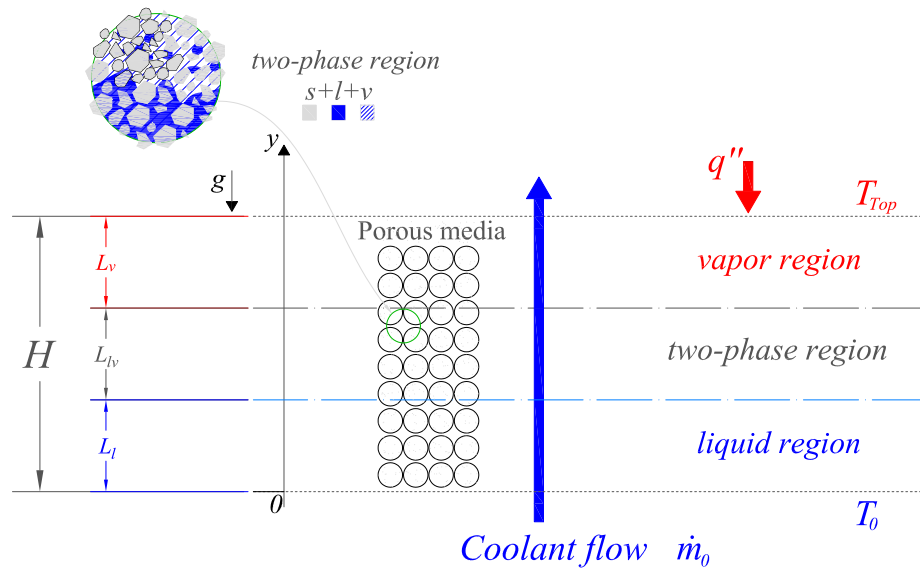 two-phase region
s+l+v
y
g
q''
T_Top
Porous media
L_v
vapor region
H
L_lv
two-phase region
L_l
liquid region
0
T_0
Coolant flow ṁ_0